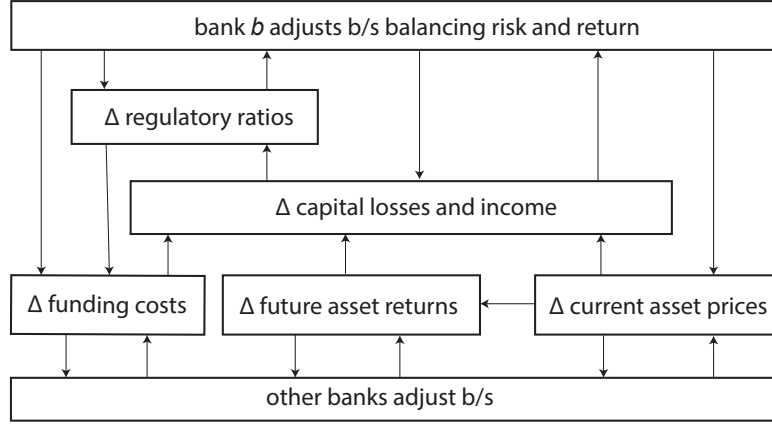 bank b adjusts b/s balancing risk and return
Δ regulatory ratios
Δ capital losses and income
Δ funding costs
Δ future asset returns
Δ current asset prices
other banks adjust b/s